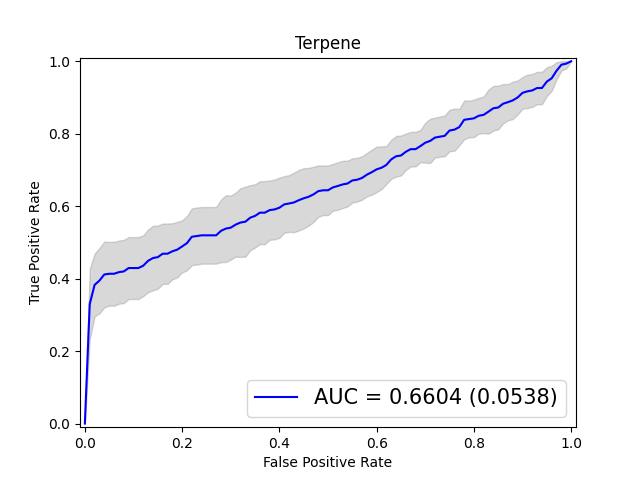 Terpene
True Positive Rate
1.0
0.8
0.6
0.4
0.2
0.0
AUC = 0.6604 (0.0538)
0.0 0.2 0.4 0.6 0.8 1.0
False Positive Rate